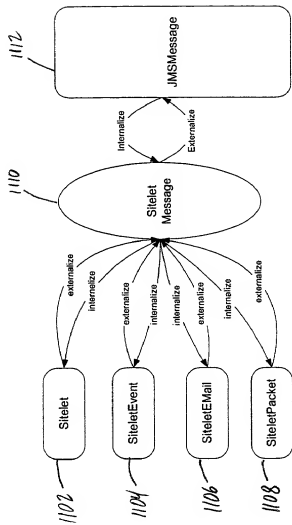 1112
JMSMessage
Internalize
Externalize
1110
Sitelet
Message
externalize
internalize
externalize
internalize
internalize
externalize
internalize
externalize
Sitelet
1102
SiteletEvent
1104
SiteletEMail
1106
SiteletPacket
1108